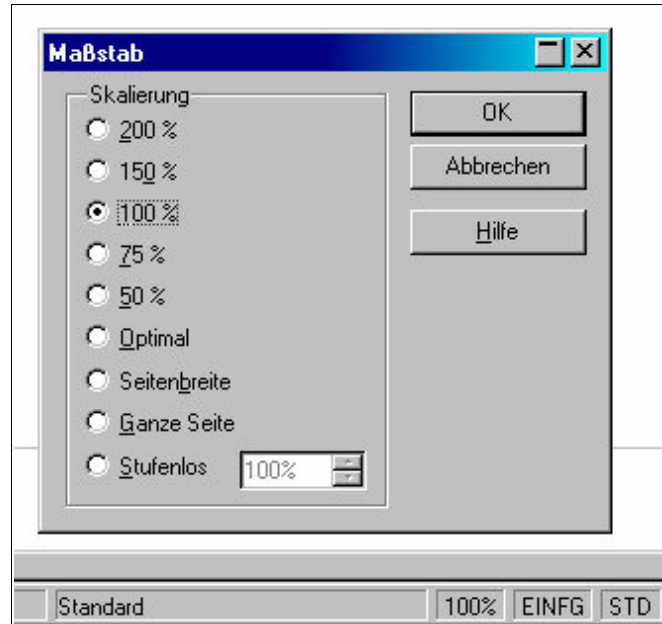 Maßstab
Skalierung
200 %
150 %
100 %
75 %
50 %
Optimal
Seitenbreite
Ganze Seite
Stufenlos 100%
OK
Abbrechen
Hilfe
Standard 100% EINFG STD